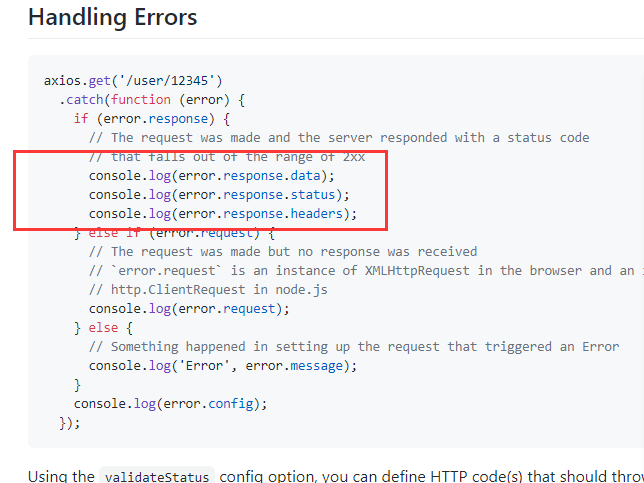 Handling Errors
axios.get('/user/12345')
  .catch(function (error) {
    if (error.response) {
      // The request was made and the server responded with a status code
      // that falls out of the range of 2xx
      console.log(error.response.data);
      console.log(error.response.status);
      console.log(error.response.headers);
    } else if (error.request) {
      // The request was made but no response was received
      // `error.request` is an instance of XMLHttpRequest in the browser and an
      // http.ClientRequest in node.js
      console.log(error.request);
    } else {
      // Something happened in setting up the request that triggered an Error
      console.log('Error', error.message);
    }
    console.log(error.config);
  });
Using the validateStatus config option, you can define HTTP code(s) that should